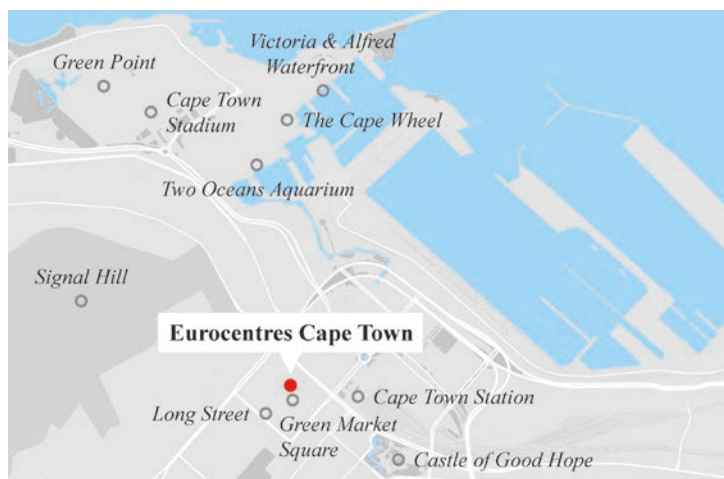 Victoria & Alfred
Waterfront
Green Point
Cape Town
Stadium
The Cape Wheel
Two Oceans Aquarium
Signal Hill
Eurocentres Cape Town
Cape Town Station
Long Street
Green Market
Square
Castle of Good Hope